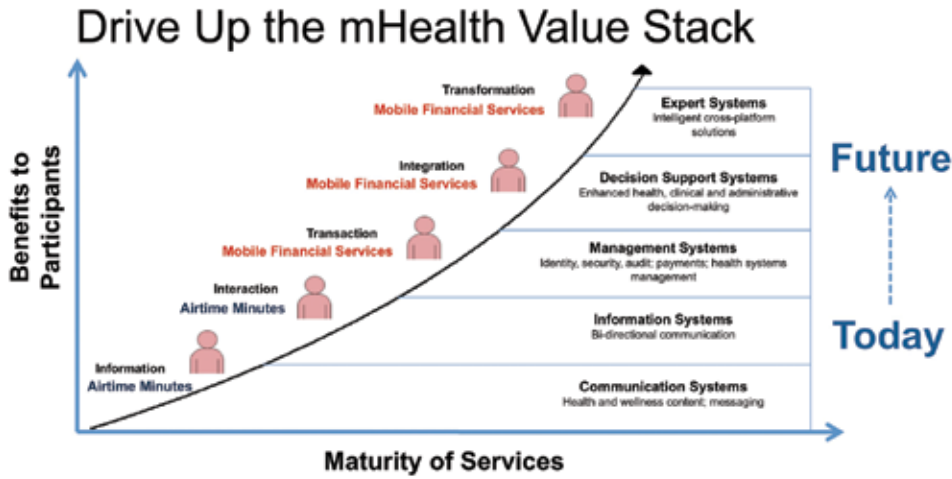 Drive Up the mHealth Value Stack
Benefits to
Participants
Transformation
Mobile Financial Services
Integration
Mobile Financial Services
Transaction
Mobile Financial Services
Interaction
Airtime Minutes
Information
Airtime Minutes
Expert Systems
Intelligent cross-platform
solutions
Decision Support Systems
Enhanced health, clinical and administrative
decision-making
Management Systems
Identity, security, audit; payments; health systems
management
Information Systems
Bi-directional communication
Communication Systems
Health and wellness content; messaging
Future
Today
Maturity of Services